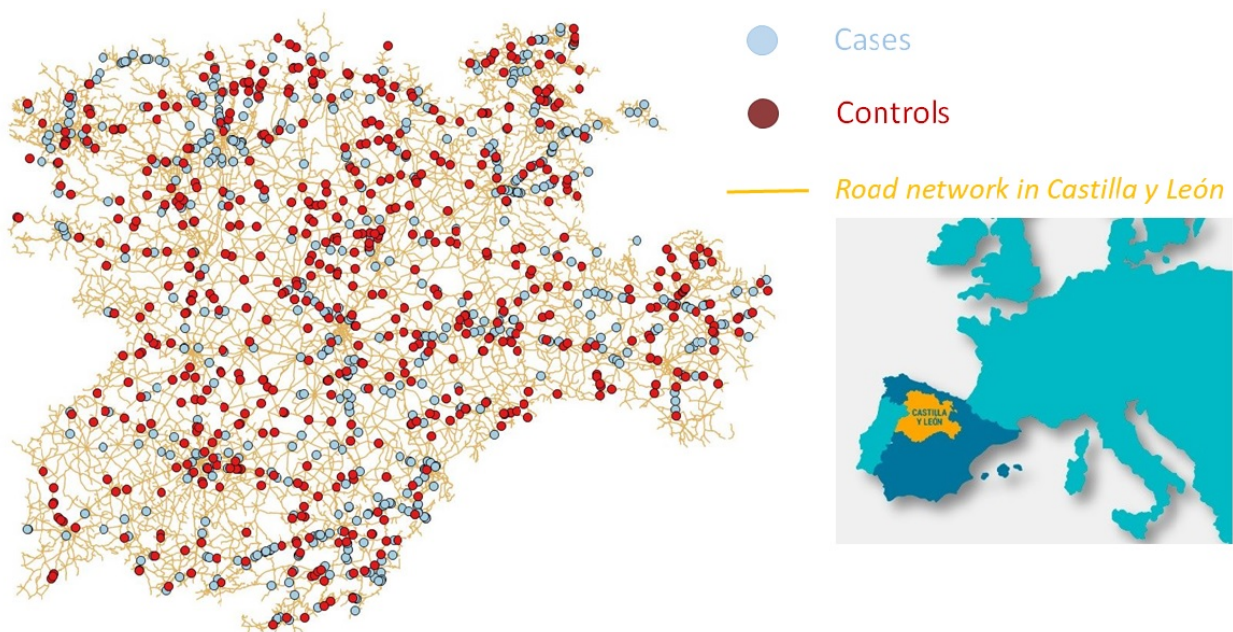 Cases
Controls
Road network in Castilla y León
CASTILLA
Y LEÓN